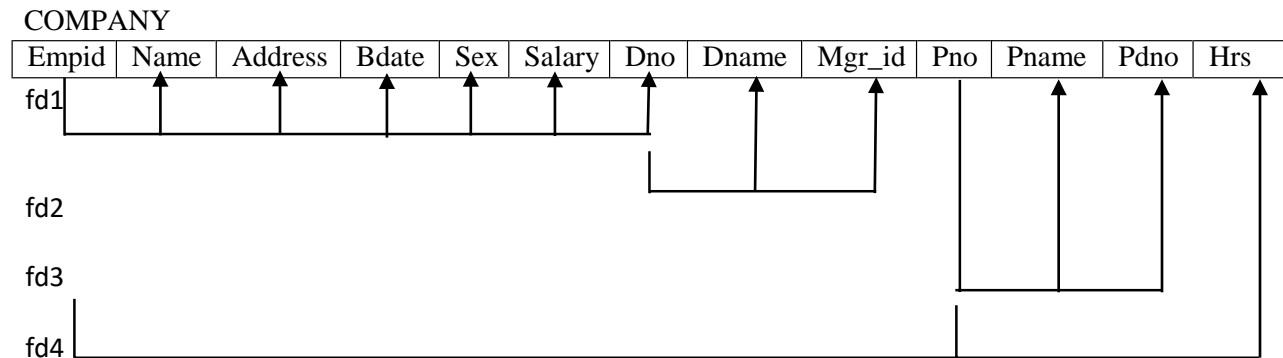 COMPANY
Empid Name Address Bdate Sex Salary Dno Dname Mgr_id Pno Pname Pdno Hrs
fd1
fd2
fd3
fd4